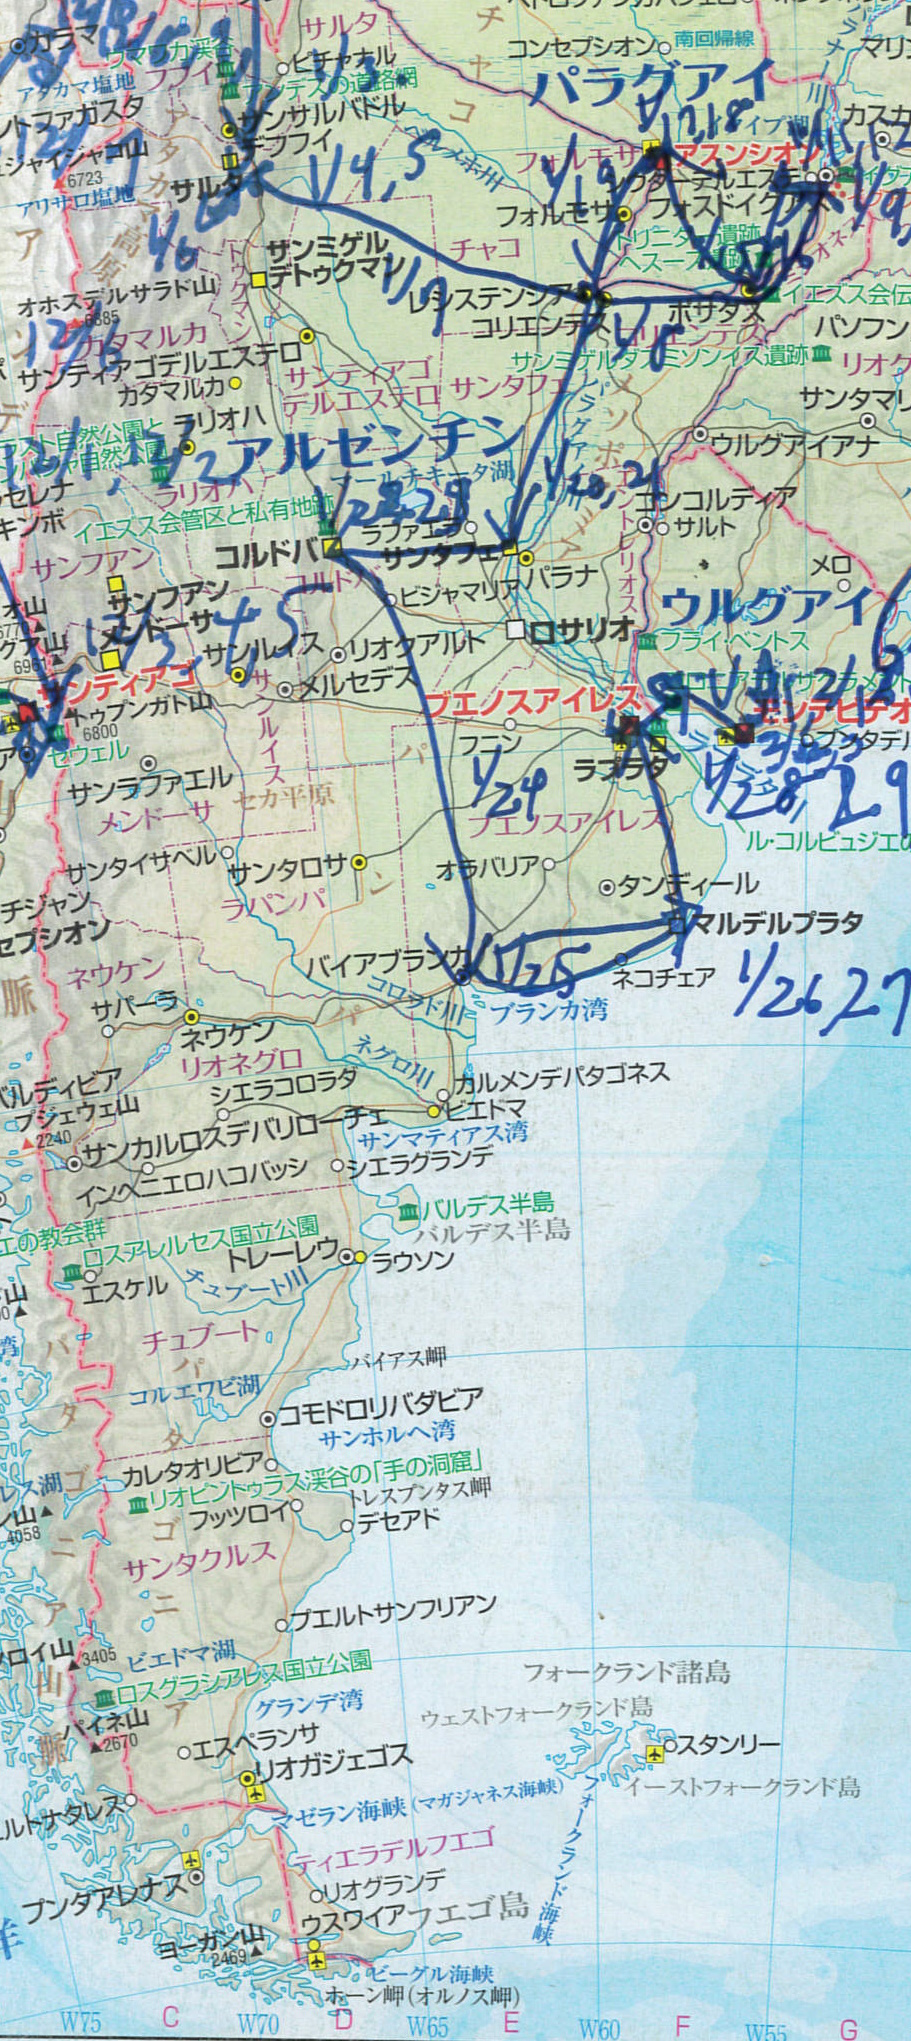 サルタ
チャコ
カラマ
ウマワカ渓谷
ピチャナル
コンセプシオン
南回帰線
アタカマ塩地
フフイ
アンデスの道路網
パラグアイ
サンサルバドル
デフフイ
ベルメホ川
1/17,18
6723
アリサロ塩地
サルタ
1/4,5
フォルモサ
アスンシオン
シウダーデルエステ
1/19
フォルモサ
フォスドイグアス
1/6
サンミゲル
デトゥクマン
チャコ
トリニダー遺跡
ヘスース遺跡
1/7
オホスデルサラド山
6885
レシステンシア
コリエンテス
ポサダス
イエズス会伝
カタマルカ
1/8
コリエンテス
パソフン
サンティアゴデルエステロ
サンミゲルダスミソンイス遺跡
リオグ
カタマルカ
サンティアゴ
デルエステロ
サンタフェ
パラグアイ川
メソポタミア
サンタマリ
ラリオハ
アルゼンチン
ウルグアイアナ
マールチキータ湖
ラリオハ
1/22,23
1/20,21
イエズス会管区と私有地跡
ラファエラ
コンコルディア
サルト
エントレリオス
サンファン
コルドバ
サンタフェ
コルドバ
パラナ
メロ
サンファン
ビジャマリア
ウルグアイ
メンドーサ
サンルイス
リオクアルト
ロサリオ
フライ・ベントス
6961
サンティアゴ
メルセデス
トゥプンガト山
6800
サンルイス
ブエノスアイレス
モンテビデオ
セウェル
フニン
ラプラタ
サンラファエル
パンパ
1/24
1/28,29
メンドーサ
セカ平原
ブエノスアイレス
ル・コルビュジエの
サンタイサベル
サンタロサ
オラバリア
タンディール
ラパンパ
マルデルプラタ
バイアブランカ
1/25
ネコチェア
1/26,27
ネウケン
コロラド川
ブランカ湾
サパーラ
ネウケン
リオネグロ
ネグロ川
シエラコロラダ
カルメンデパタゴネス
プジェウェ山
2240
ビエドマ
サンカルロスデバリローチェ
サンマティアス湾
インヘニエロハコバッシ
シエラグランデ
バルデス半島
バルデス半島
エの教会群
ロスアレルセス国立公園
トレーレウ
ラウソン
エスケル
チュブート川
チュブート
パタゴニア
バイアス岬
コルエワピ湖
コモドロリバダビア
サンホルヘ湾
カレタオリビア
リオピントゥラス渓谷の「手の洞窟」
トレスプンタス岬
フッツロイ
デセアド
4058
サンタクルス
パタゴニア山脈
プエルトサンフリアン
3405
ビエドマ湖
ロスグラシアレス国立公園
フォークランド諸島
グランデ湾
ウェストフォークランド島
パイネ山
2670
エスペランサ
スタンリー
リオガジェゴス
イーストフォークランド島
ルトナタレス
マゼラン海峡(マガジャネス海峡)
フォークランド海峡
ティエラデルフエゴ
プンタアレナス
リオグランデ
ウスワイア
フエゴ島
ヨーガン山
2469
ビーグル海峡
ホーン岬(オルノス岬)
W75 C W70 D W65 E W60 F W55 G